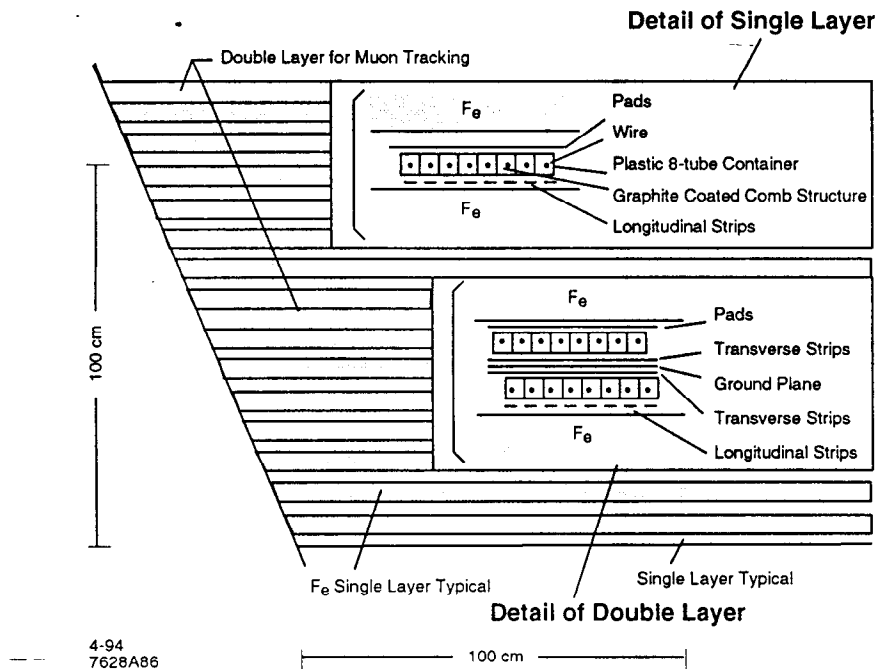 Detail of Single Layer
Double Layer for Muon Tracking
Fe
Pads
Wire
Plastic 8-tube Container
Graphite Coated Comb Structure
Longitudinal Strips
Fe
100 cm
Fe
Pads
Transverse Strips
Ground Plane
Transverse Strips
Longitudinal Strips
Fe
Fe Single Layer Typical
Single Layer Typical
Detail of Double Layer
4-94
7628A86
100 cm